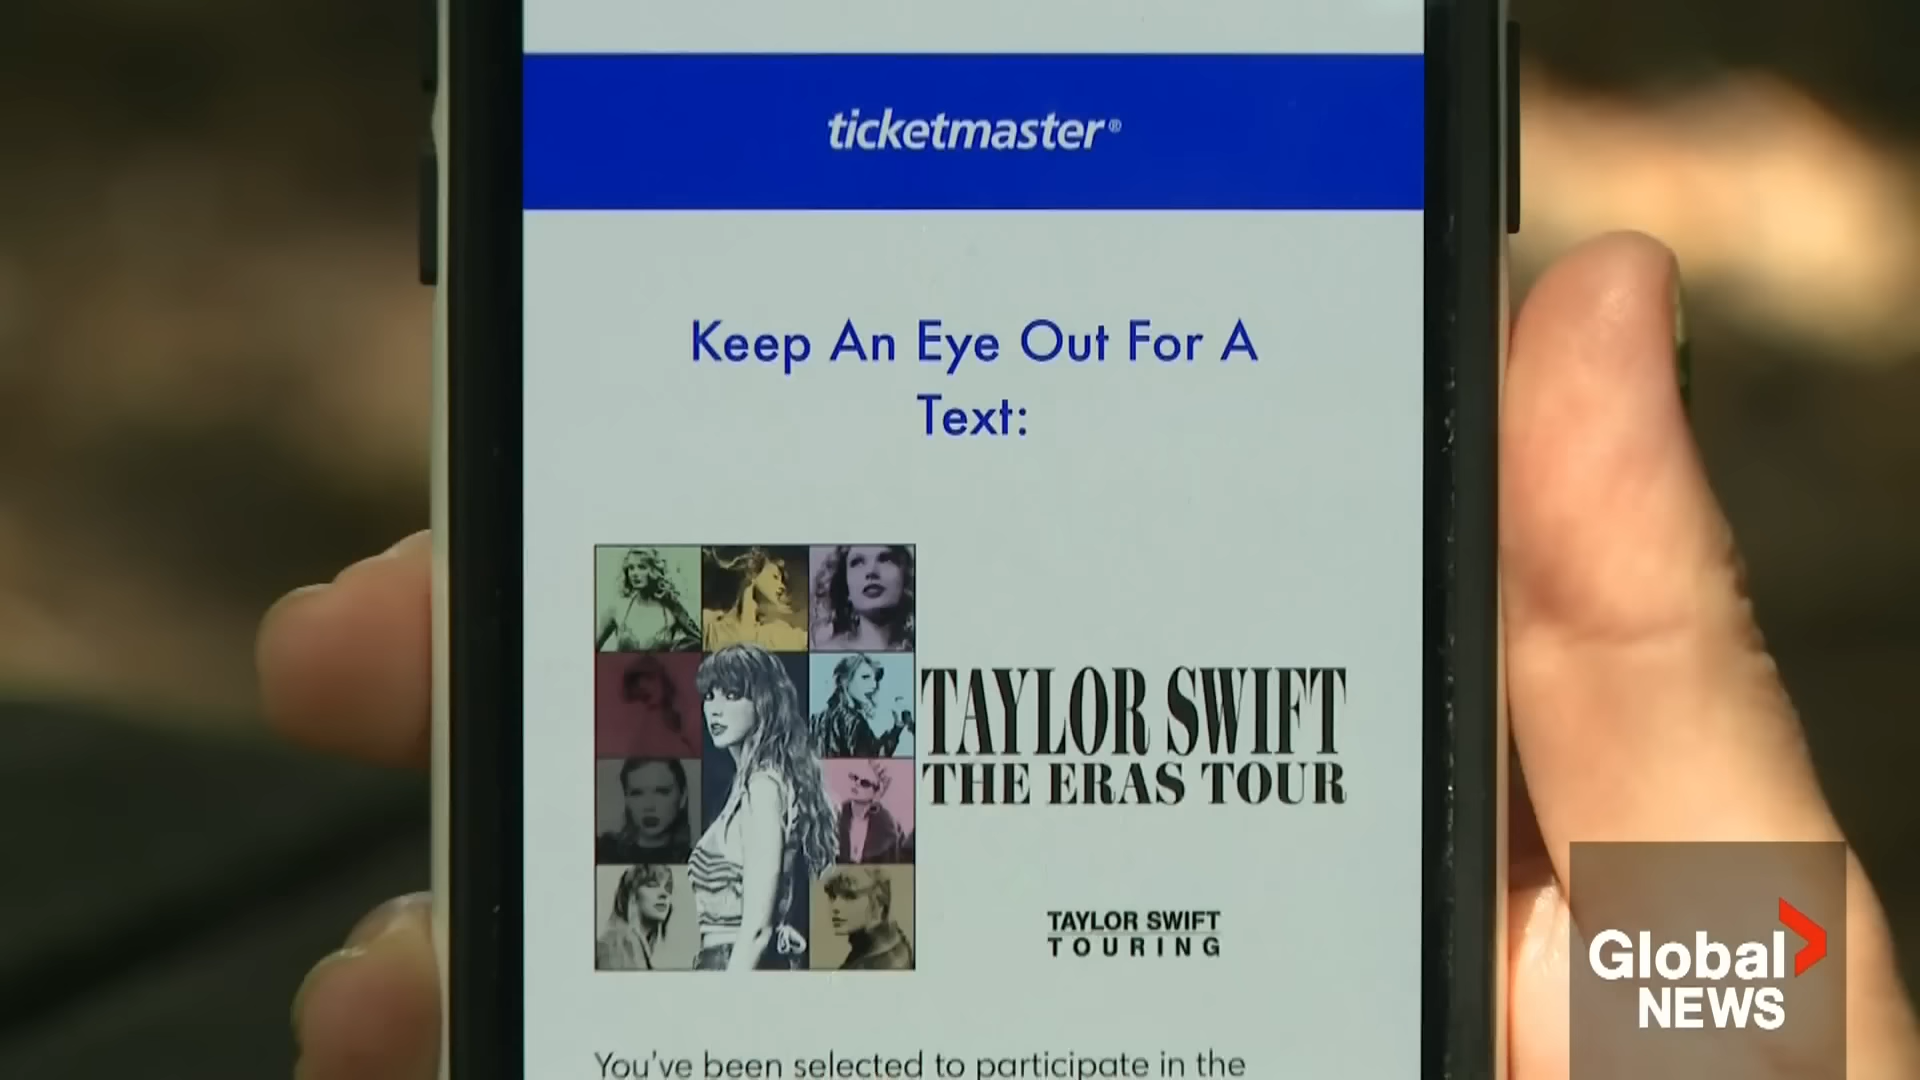 ticketmaster®
Keep An Eye Out For A
Text:
TAYLOR SWIFT
THE ERAS TOUR
TAYLOR SWIFT
TOURING
You've been selected to participate in the
Global
NEWS